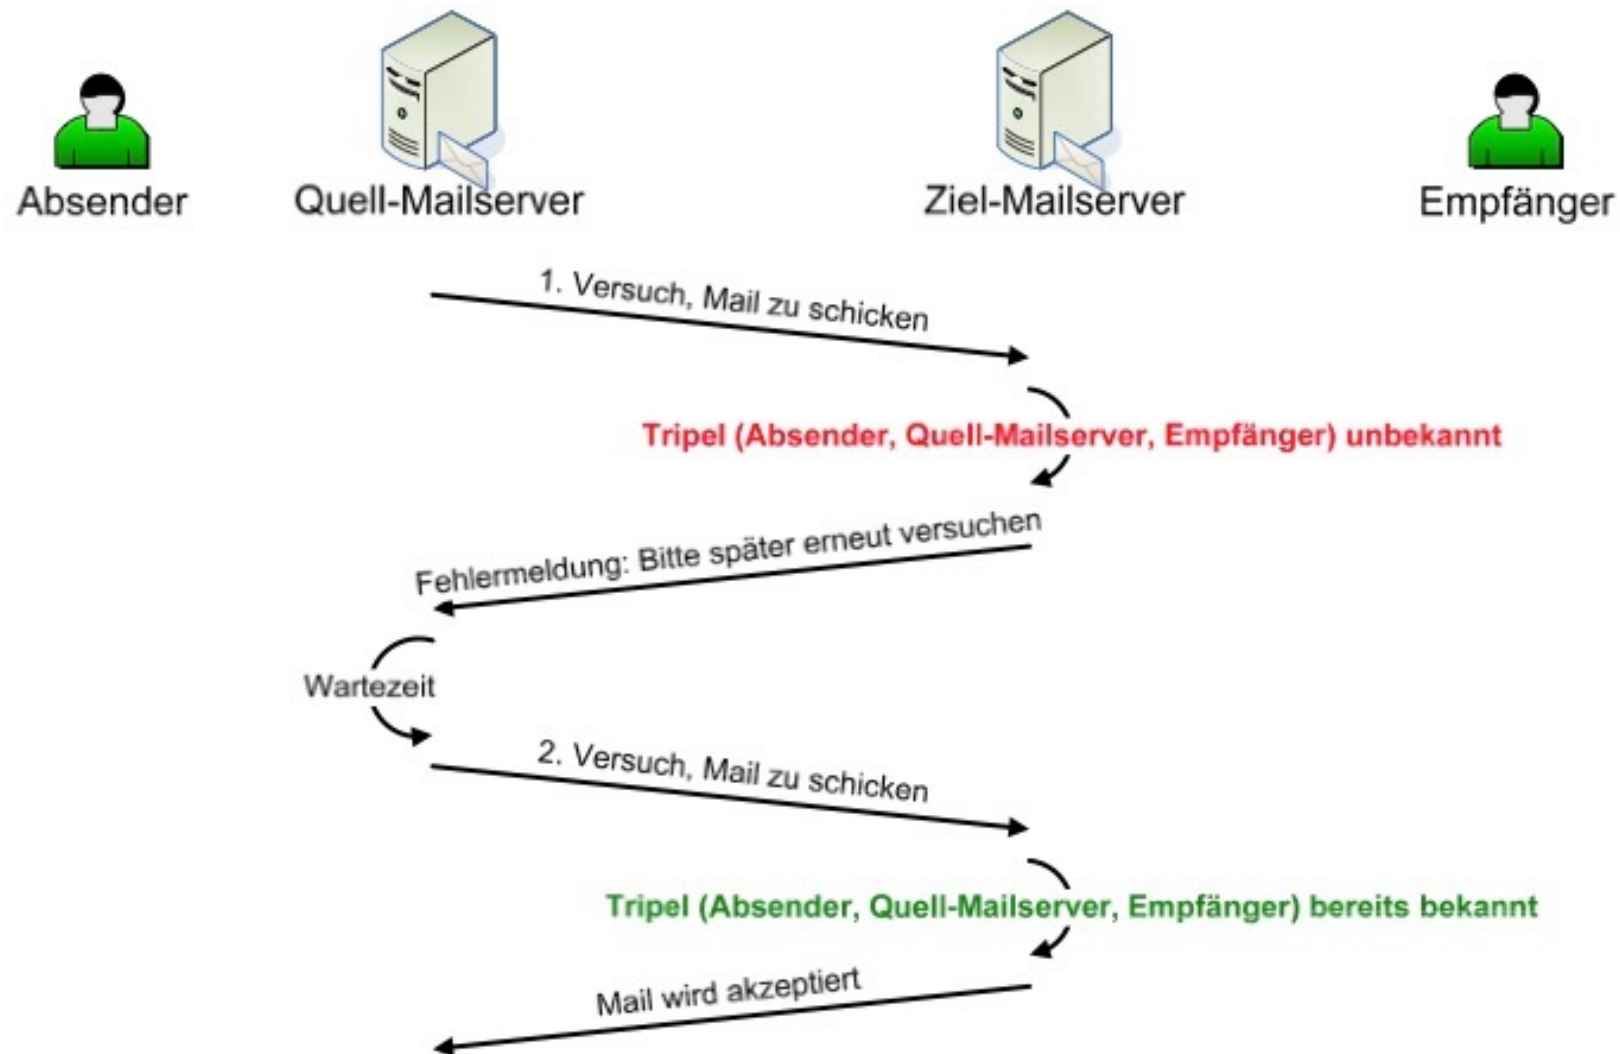 Absender
Quell-Mailserver
Ziel-Mailserver
Empfänger
1. Versuch, Mail zu schicken
Tripel (Absender, Quell-Mailserver, Empfänger) unbekannt
Fehlermeldung: Bitte später erneut versuchen
Wartezeit
2. Versuch, Mail zu schicken
Tripel (Absender, Quell-Mailserver, Empfänger) bereits bekannt
Mail wird akzeptiert